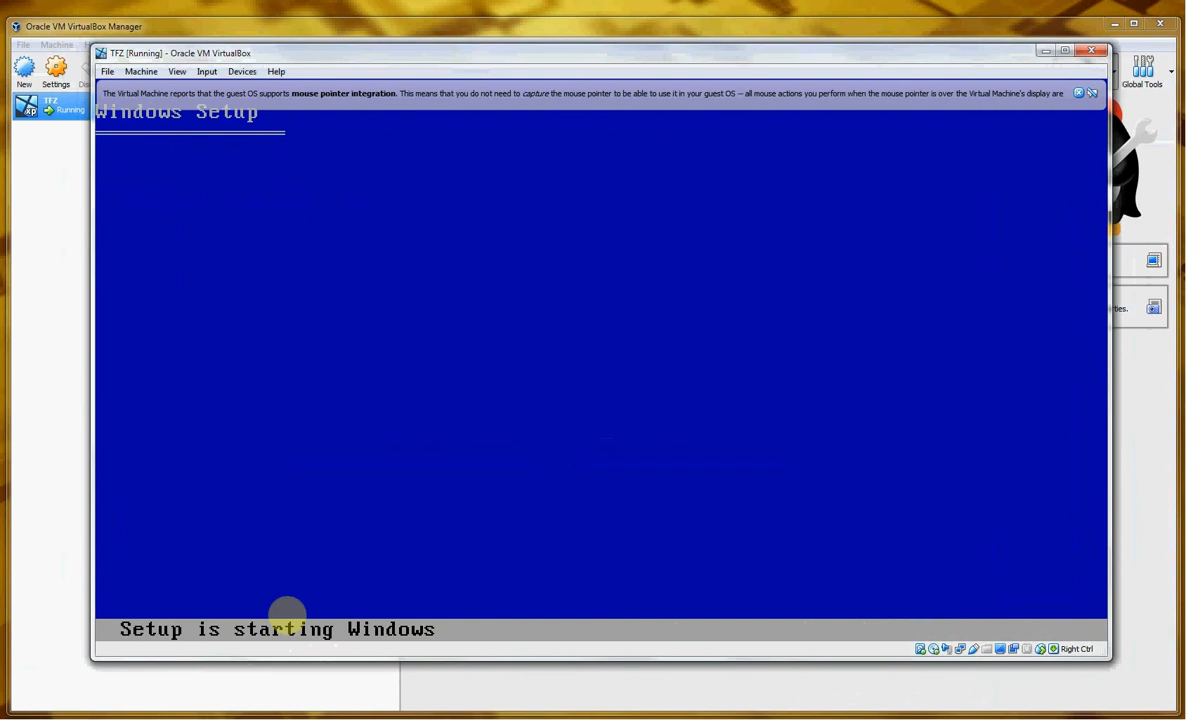 Oracle VM VirtualBox Manager
File Machine
New Settings
TFZ
Running
xp
TFZ [Running] - Oracle VM VirtualBox
File Machine View Input Devices Help
The Virtual Machine reports that the guest OS supports mouse pointer integration. This means that you do not need to capture the mouse pointer to be able to use it in your guest OS -- all mouse actions you perform when the mouse pointer is over the Virtual Machine's display are
Global Tools
Windows Setup
ties.
Setup is starting Windows
Right Ctrl